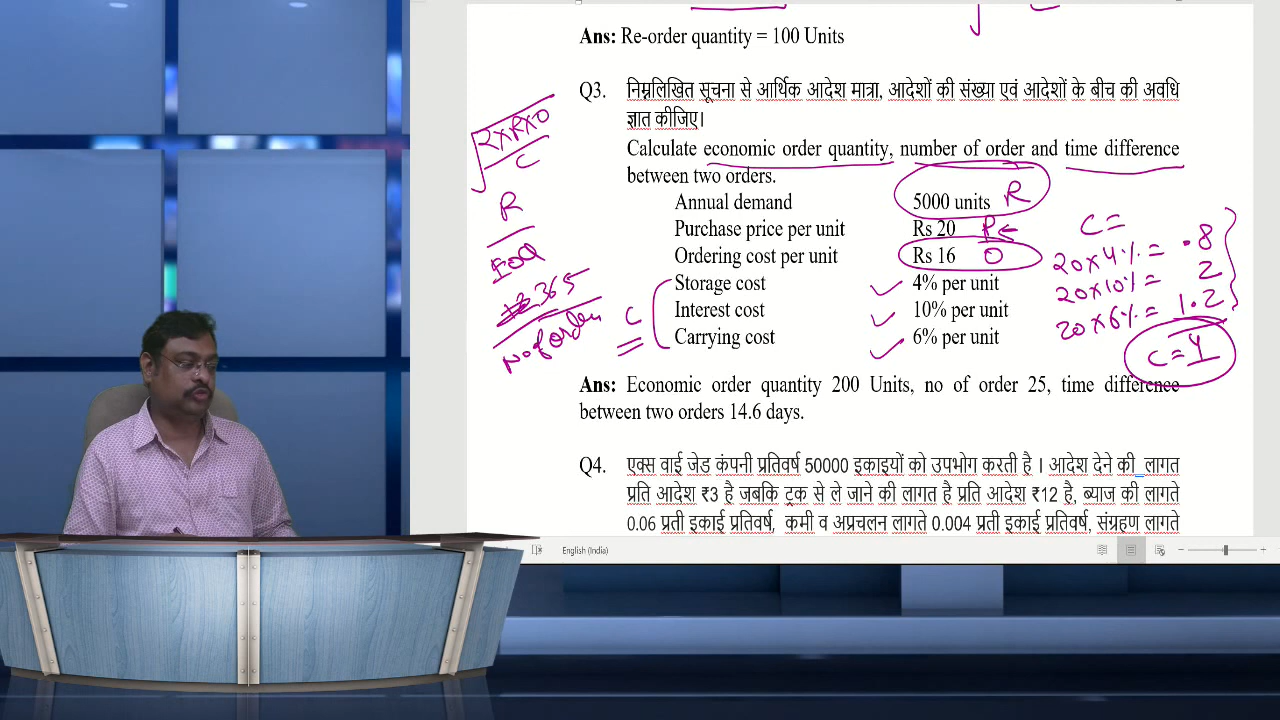 Ans: Re-order quantity = 100 Units
Q3. निम्नलिखित सूचना से आर्थिक आदेश मात्रा, आदेशों की संख्या एवं आदेशों के बीच की अवधि
ज्ञात कीजिए।
Calculate economic order quantity, number of order and time difference
between two orders.
Annual demand 5000 units R
Purchase price per unit Rs 20
Ordering cost per unit Rs 16 O
Storage cost 4% per unit
Interest cost 10% per unit
Carrying cost 6% per unit
2×R×O
C
R
EOQ
365
No of order
C
C =
20×4% = .8
20×10% = 2
20×6% = 1.2
C = 4
Ans: Economic order quantity 200 Units, no of order 25, time difference
between two orders 14.6 days.
Q4. एक्स वाई जेड कंपनी प्रतिवर्ष 50000 इकाइयों को उपभोग करती है । आदेश देने की लागत
प्रति आदेश ₹3 है जबकि ट्रक से ले जाने की लागत है प्रति आदेश ₹12 है, ब्याज की लागते
0.06 प्रती इकाई प्रतिवर्ष, कमी व अप्रचलन लागते 0.004 प्रती इकाई प्रतिवर्ष, संग्रहण लागते
English (India)